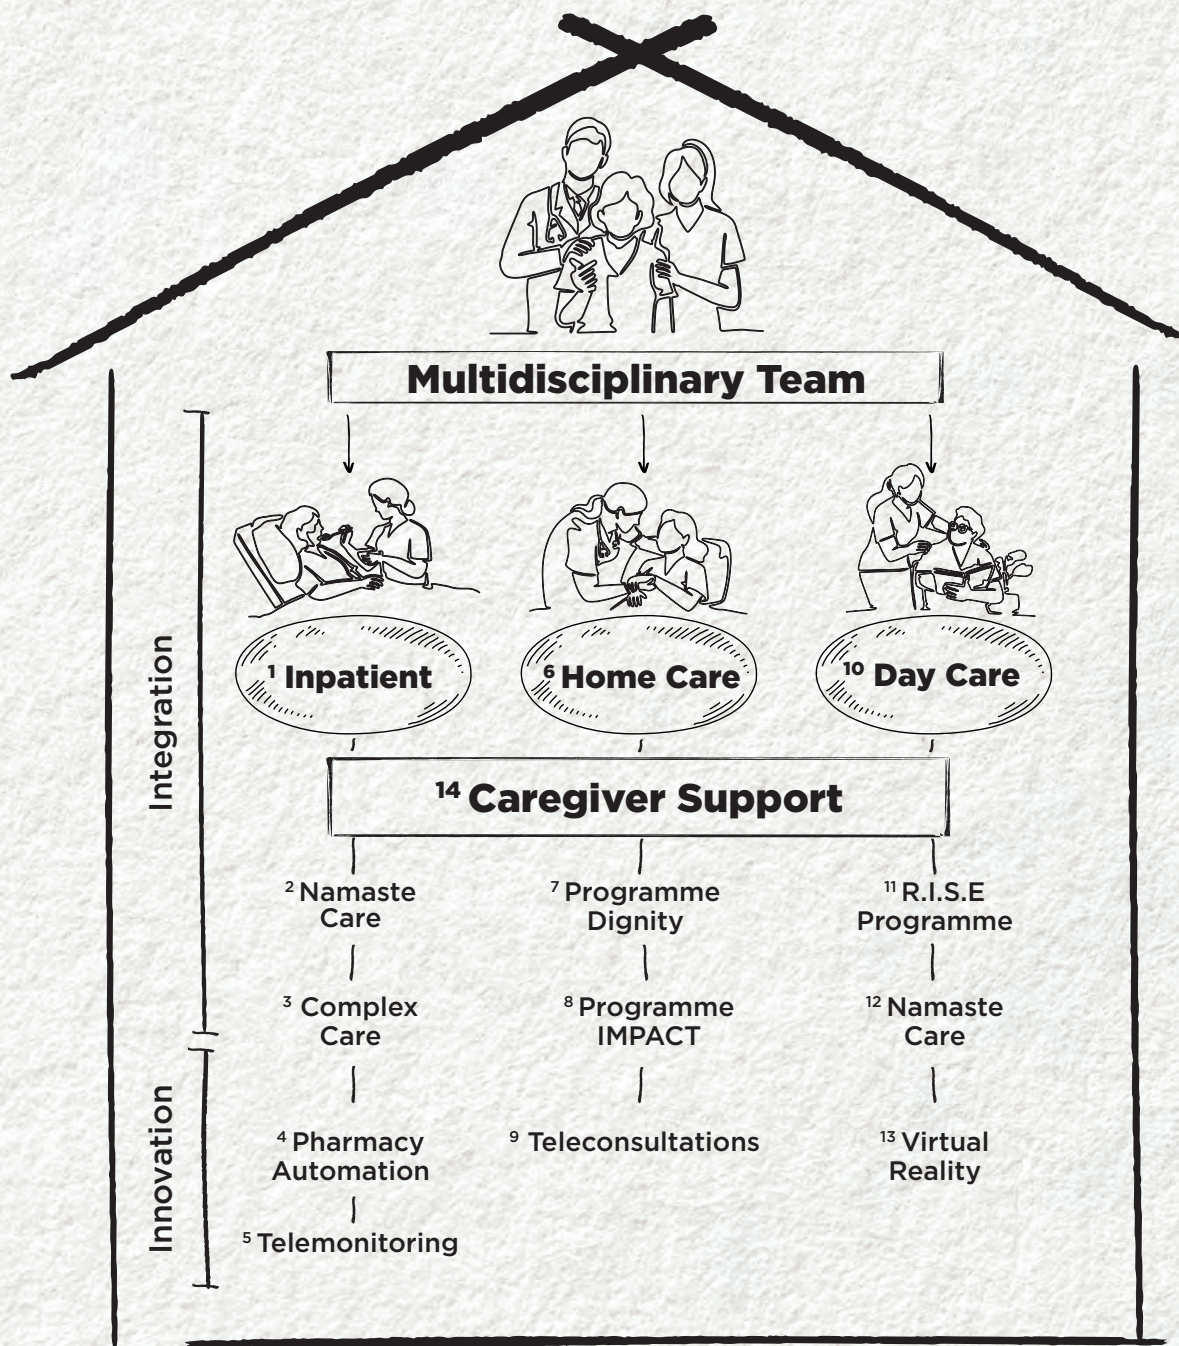 Multidisciplinary Team
Integration
1 Inpatient
6 Home Care
10 Day Care
14 Caregiver Support
2 Namaste
Care
7 Programme
Dignity
11 R.I.S.E
Programme
3 Complex
Care
8 Programme
IMPACT
12 Namaste
Care
Innovation
4 Pharmacy
Automation
9 Teleconsultations
13 Virtual
Reality
5 Telemonitoring